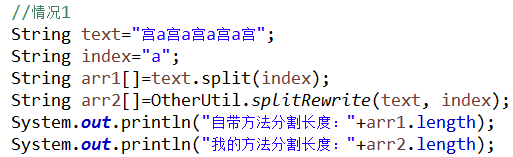 //情况1
String text="宫a宫a宫a宫a宫";
String index="a";
String arr1[]=text.split(index);
String arr2[]=OtherUtil.splitRewrite(text, index);
System.out.println("自带方法分割长度："+arr1.length);
System.out.println("我的方法分割长度："+arr2.length);